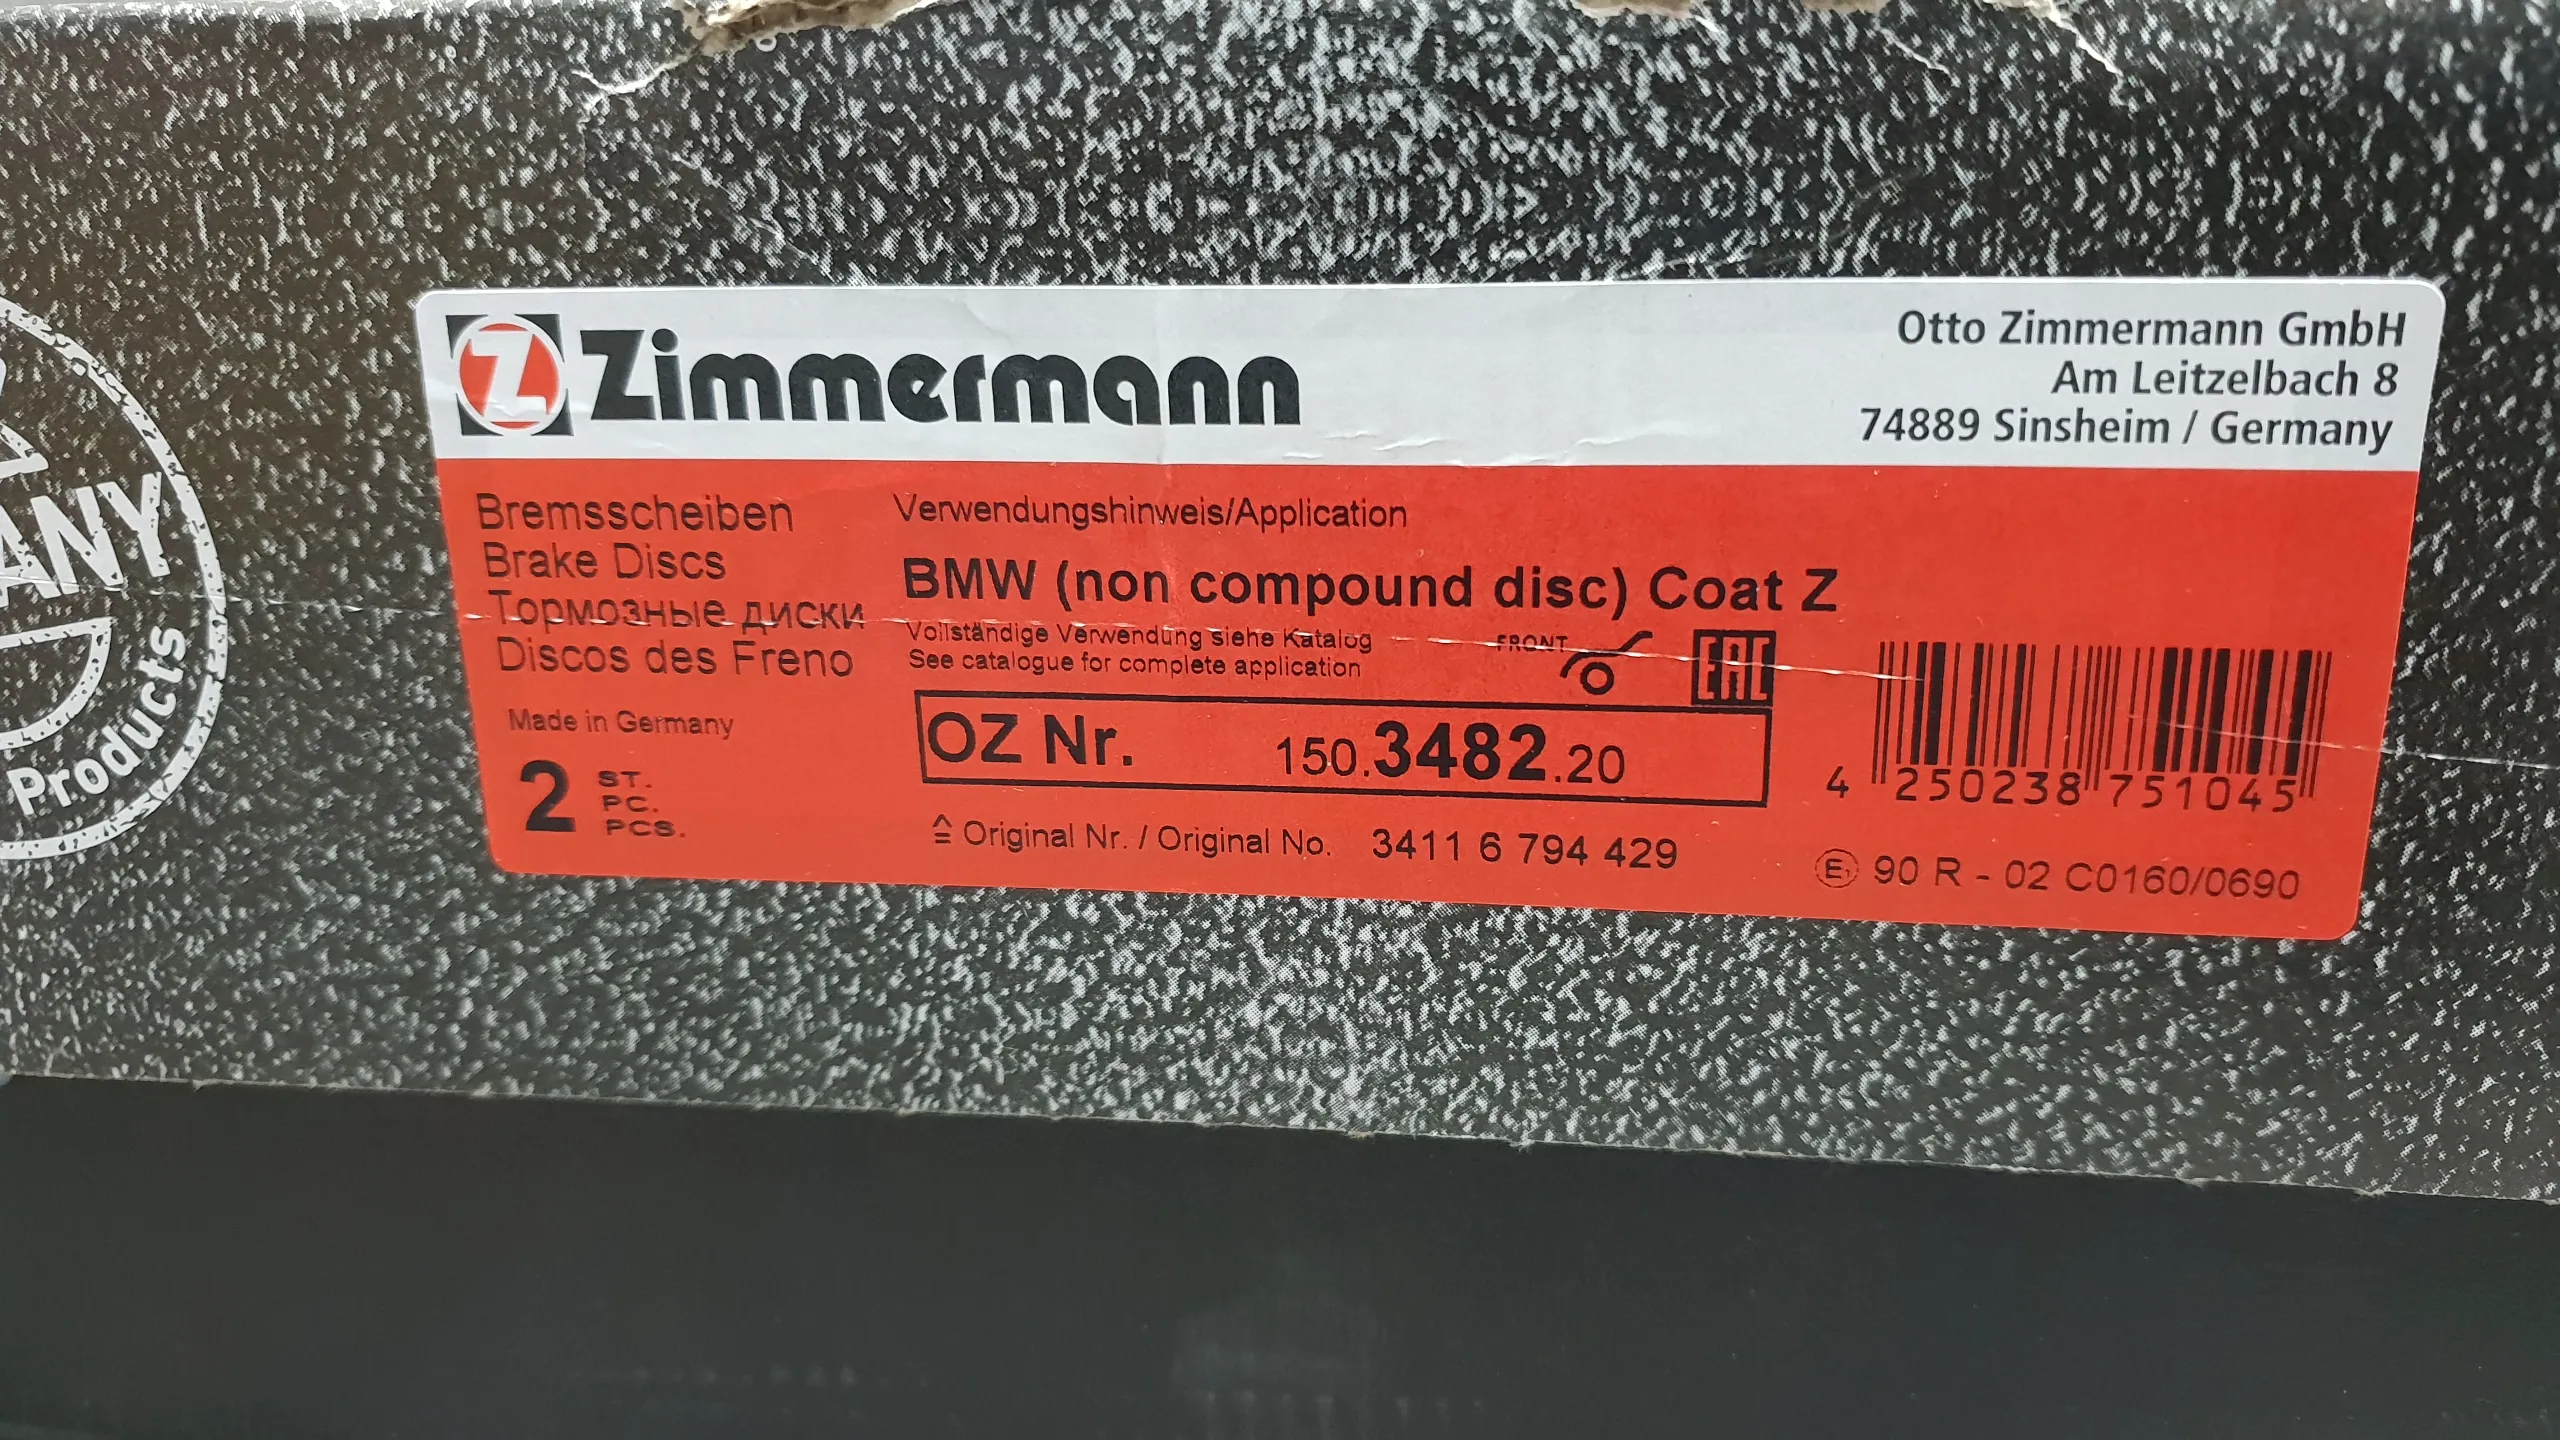 ANY
Products
Z Zimmermann
Otto Zimmermann GmbH
Am Leitzelbach 8
74889 Sinsheim / Germany
Bremsscheiben
Brake Discs
Тормозные диски
Discos des Freno
Made in Germany
2 ST.
PC.
PCS.
Verwendungshinweis/Application
BMW (non compound disc) Coat Z
Vollständige Verwendung siehe Katalog
See catalogue for complete application
FRONT
EAC
OZ Nr. 150.3482.20
≙ Original Nr. / Original No. 3411 6 794 429
4 250238 751045
E1 90 R - 02 C0160/0690